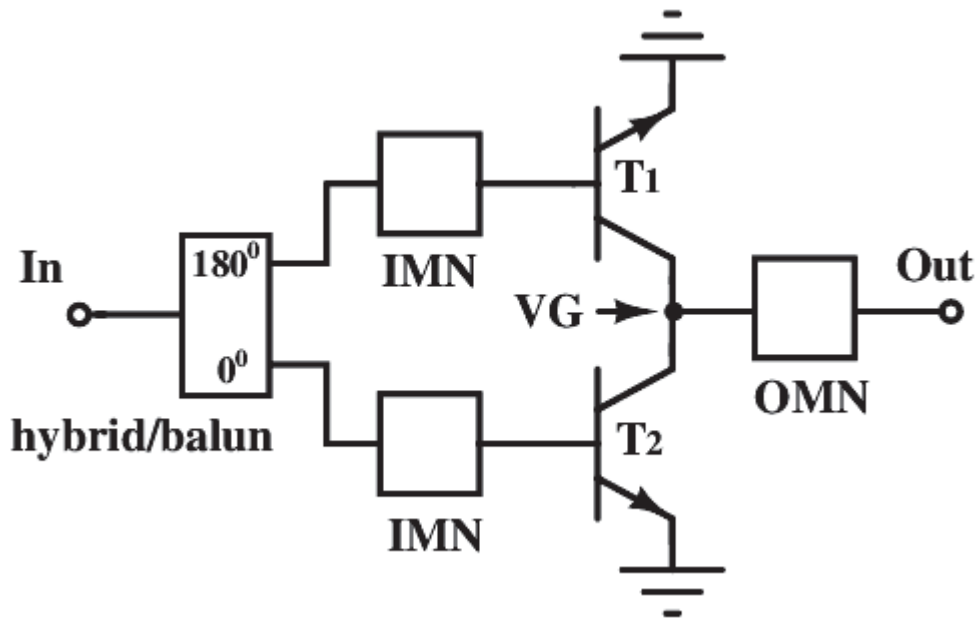 T1
180⁰
In
IMN
Out
VG
0⁰
OMN
hybrid/balun
T2
IMN